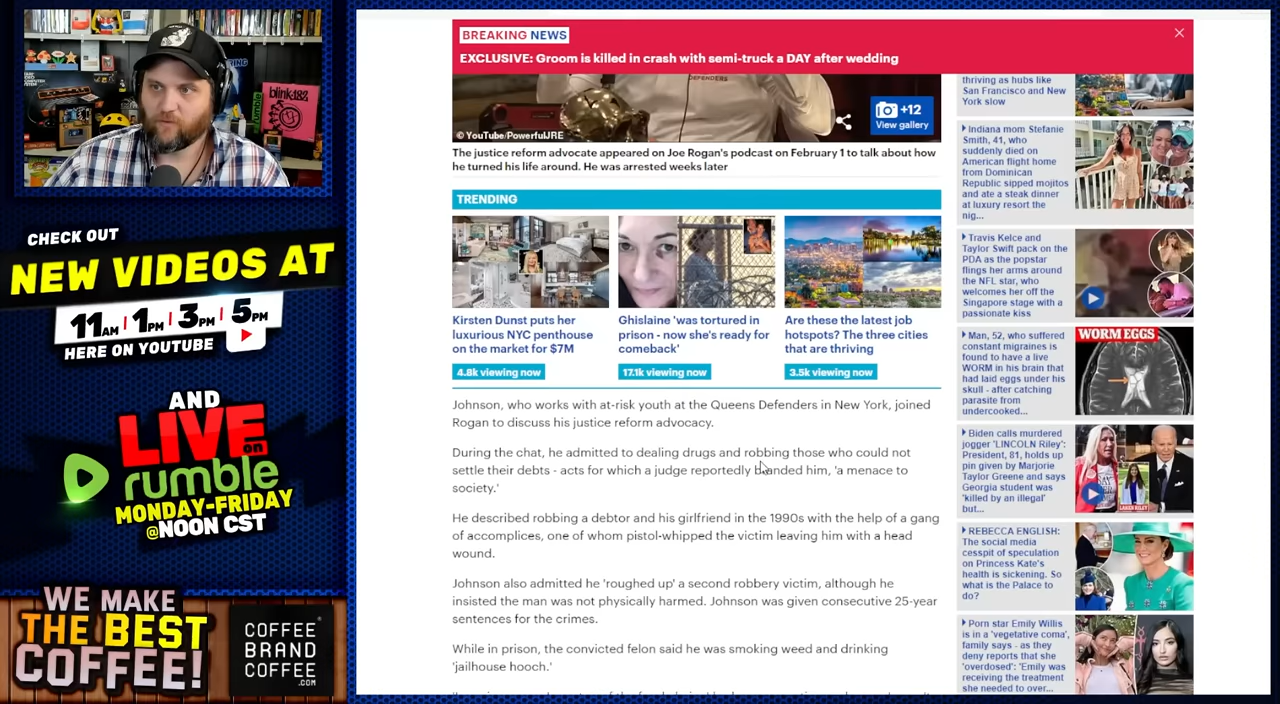 blink-182
CHECK OUT
NEW VIDEOS AT
11AM | 1PM | 3PM | 5PM
HERE ON YOUTUBE
AND
LIVE on
rumble
MONDAY-FRIDAY
@NOON CST
WE MAKE
THE BEST
COFFEE!
COFFEE
BRAND
COFFEE
.COM
BREAKING NEWS
EXCLUSIVE: Groom is killed in crash with semi-truck a DAY after wedding
DEFENDERS
© YouTube/PowerfulJRE
+12
View gallery
The justice reform advocate appeared on Joe Rogan's podcast on February 1 to talk about how
he turned his life around. He was arrested weeks later
TRENDING
Kirsten Dunst puts her
luxurious NYC penthouse
on the market for $7M
4.8k viewing now
Ghislaine 'was tortured in
prison - now she's ready for
comeback'
17.1k viewing now
Are these the latest job
hotspots? The three cities
that are thriving
3.5k viewing now
Johnson, who works with at-risk youth at the Queens Defenders in New York, joined
Rogan to discuss his justice reform advocacy.
During the chat, he admitted to dealing drugs and robbing those who could not
settle their debts - acts for which a judge reportedly branded him, 'a menace to
society.'
He described robbing a debtor and his girlfriend in the 1990s with the help of a gang
of accomplices, one of whom pistol-whipped the victim leaving him with a head
wound.
Johnson also admitted he 'roughed up' a second robbery victim, although he
insisted the man was not physically harmed. Johnson was given consecutive 25-year
sentences for the crimes.
While in prison, the convicted felon said he was smoking weed and drinking
'jailhouse hooch.'
thriving as hubs like
San Francisco and New
York slow
Indiana mom Stefanie
Smith, 41, who
suddenly died on
American flight home
from Dominican
Republic sipped mojitos
and ate a steak dinner
at luxury resort the
nig...
Travis Kelce and
Taylor Swift pack on the
PDA as the popstar
flings her arms around
the NFL star, who
welcomes her off the
Singapore stage with a
passionate kiss
Man, 52, who suffered
constant migraines is
found to have a live
WORM in his brain that
had laid eggs under his
skull - after catching
parasite from
undercooked...
WORM EGGS
Biden calls murdered
jogger 'LINCOLN Riley':
President, 81, holds up
pin given by Marjorie
Taylor Greene and says
Georgia student was
'killed by an illegal'
but...
LAKEN RILEY
REBECCA ENGLISH:
The social media
cesspit of speculation
on Princess Kate's
health is sickening. So
what is the Palace to
do?
Porn star Emily Willis
is in a 'vegetative coma',
family says - as they
deny reports that she
'overdosed': 'Emily was
receiving the treatment
she needed to over...